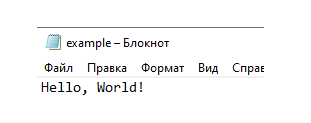 example – Блокнот
Файл Правка Формат Вид Справ
Hello, World!